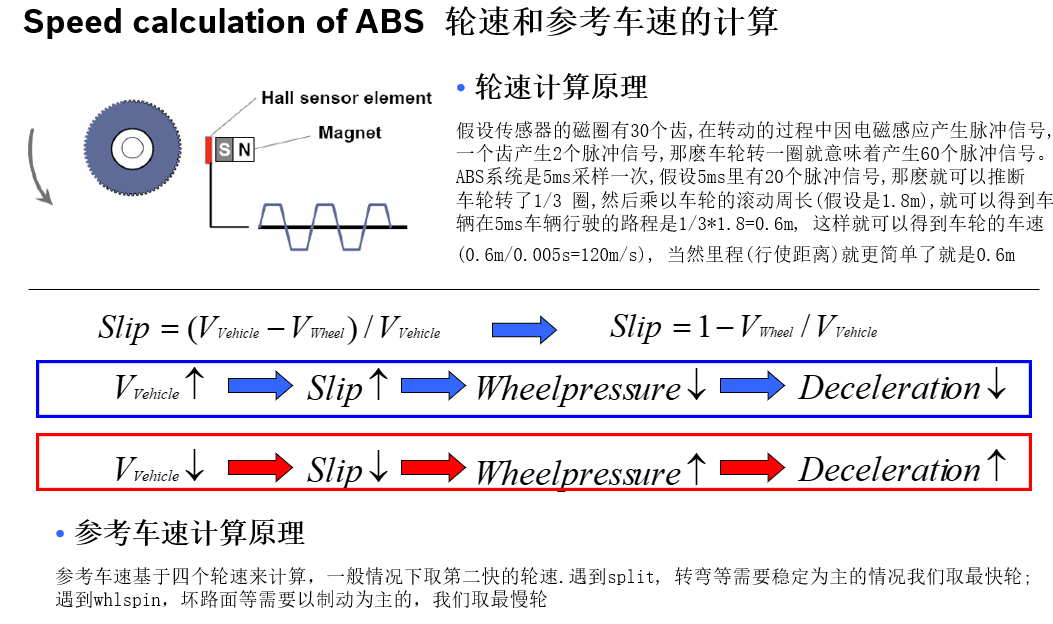 Speed calculation of ABS 轮速和参考车速的计算
Hall sensor element
Magnet
S N
• 轮速计算原理
假设传感器的磁圈有30个齿,在转动的过程中因电磁感应产生脉冲信号,
一个齿产生2个脉冲信号,那麽车轮转一圈就意味着产生60个脉冲信号。
ABS系统是5ms采样一次,假设5ms里有20个脉冲信号,那麽就可以推断
车轮转了1/3 圈,然后乘以车轮的滚动周长(假设是1.8m),就可以得到车
辆在5ms车辆行驶的路程是1/3*1.8=0.6m, 这样就可以得到车轮的车速
(0.6m/0.005s=120m/s), 当然里程(行使距离)就更简单了就是0.6m
Slip = (V Vehicle − V Wheel) / V Vehicle
Slip = 1 − V Wheel / V Vehicle
V Vehicle ↑ Slip ↑ Wheelpressure ↓ Deceleration ↓
V Vehicle ↓ Slip ↓ Wheelpressure ↑ Deceleration ↑
• 参考车速计算原理
参考车速基于四个轮速来计算，一般情况下取第二快的轮速.遇到split, 转弯等需要稳定为主的情况我们取最快轮;
遇到whlspin，坏路面等需要以制动为主的，我们取最慢轮